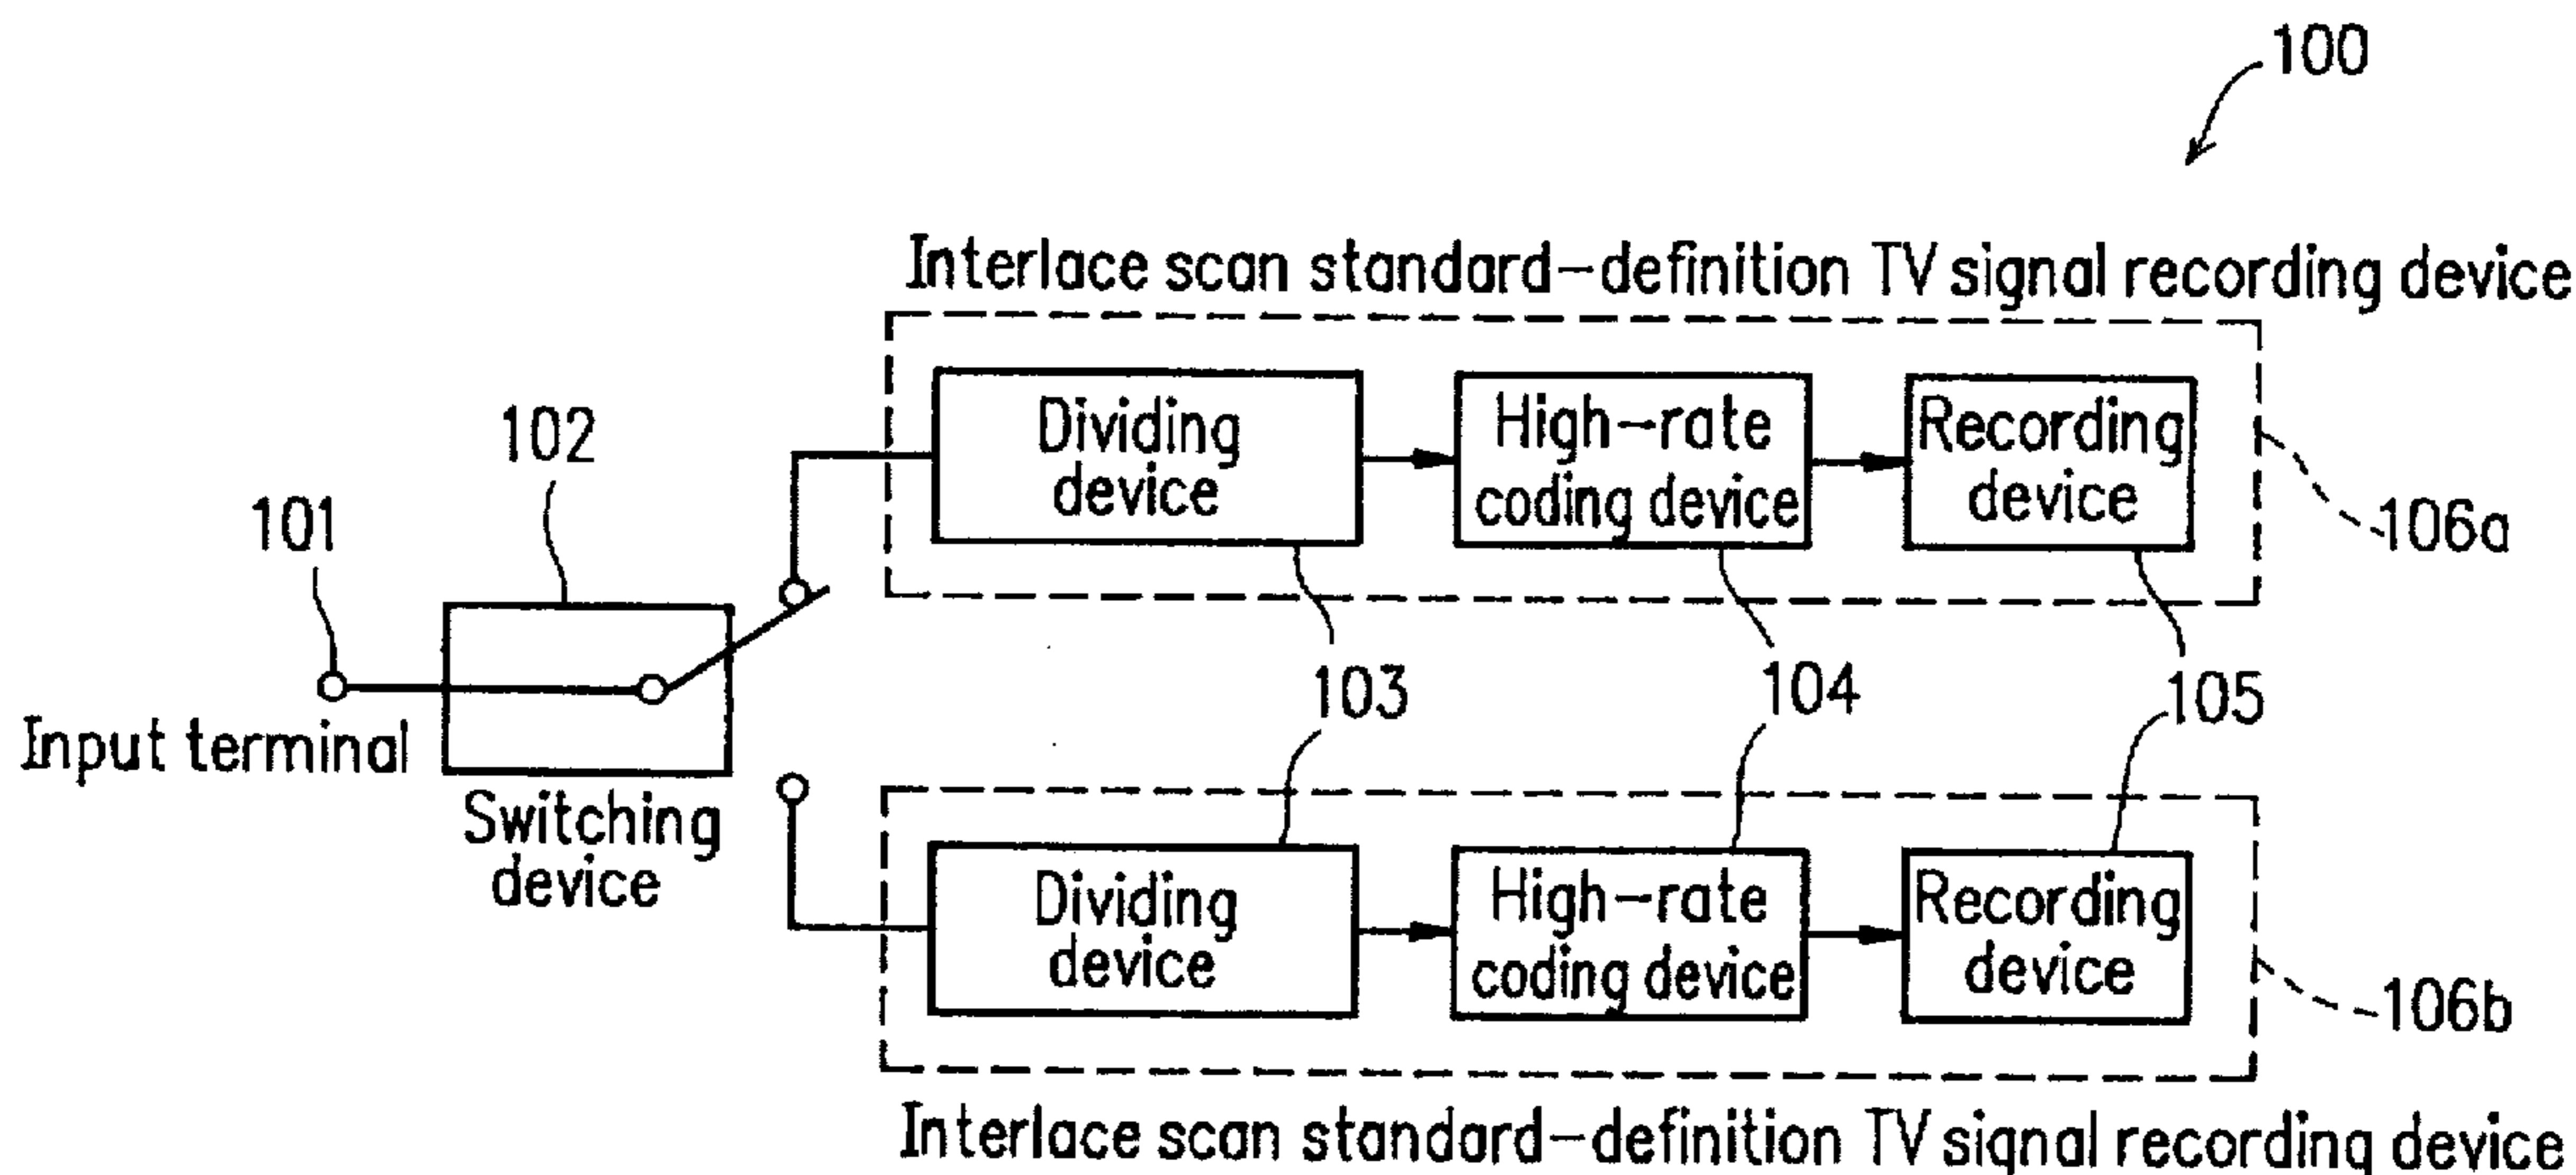 100
Interlace scan standard-definition TV signal recording device
102
101
Dividing
device
High-rate
coding device
Recording
device
106a
Input terminal
Switching
device
103
104
105
Dividing
device
High-rate
coding device
Recording
device
106b
Interlace scan standard-definition TV signal recording device